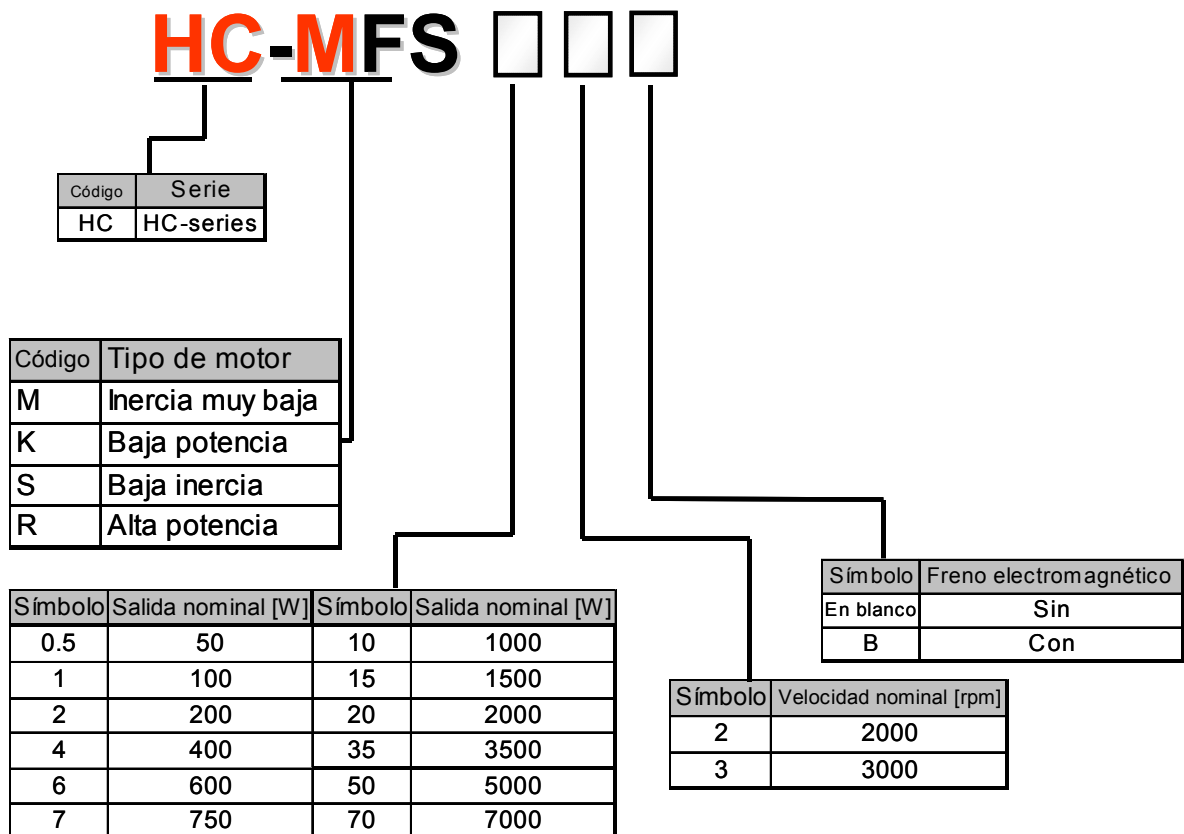 HC-MFS
Código Serie
HC HC-series
Código Tipo de motor
M Inercia muy baja
K Baja potencia
S Baja inercia
R Alta potencia
Símbolo Freno electromagnético
En blanco Sin
B Con
Símbolo Salida nominal [W] Símbolo Salida nominal [W]
0.5 50 10 1000
1 100 15 1500
2 200 20 2000
4 400 35 3500
6 600 50 5000
7 750 70 7000
Símbolo Velocidad nominal [rpm]
2 2000
3 3000